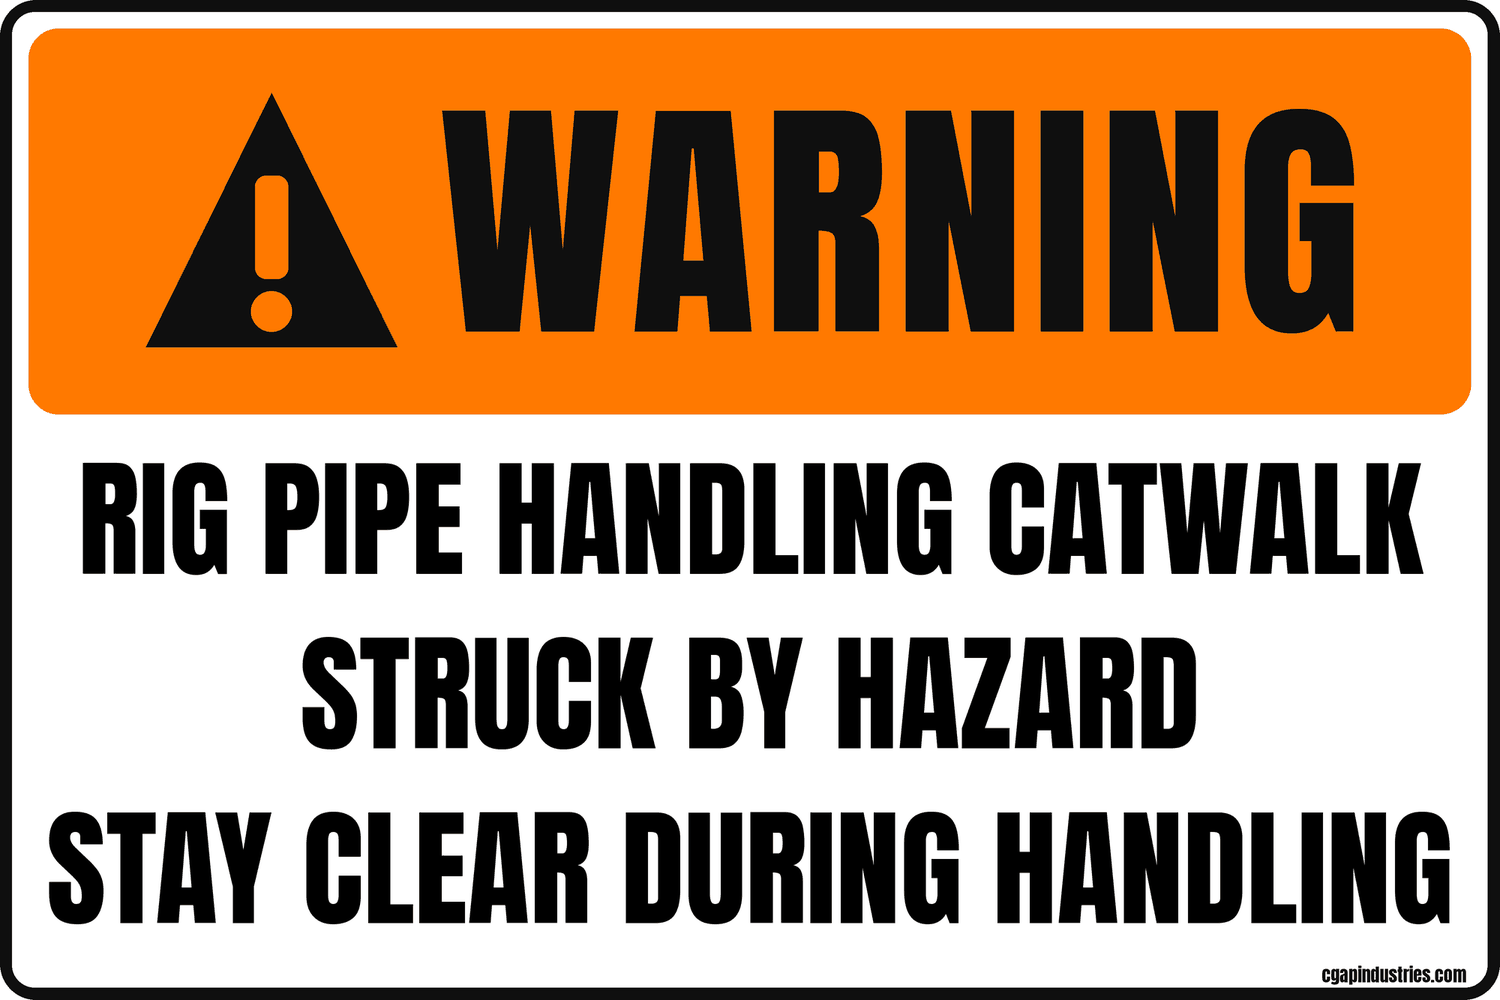 WARNING
RIG PIPE HANDLING CATWALK
STRUCK BY HAZARD
STAY CLEAR DURING HANDLING
cgapindustries.com